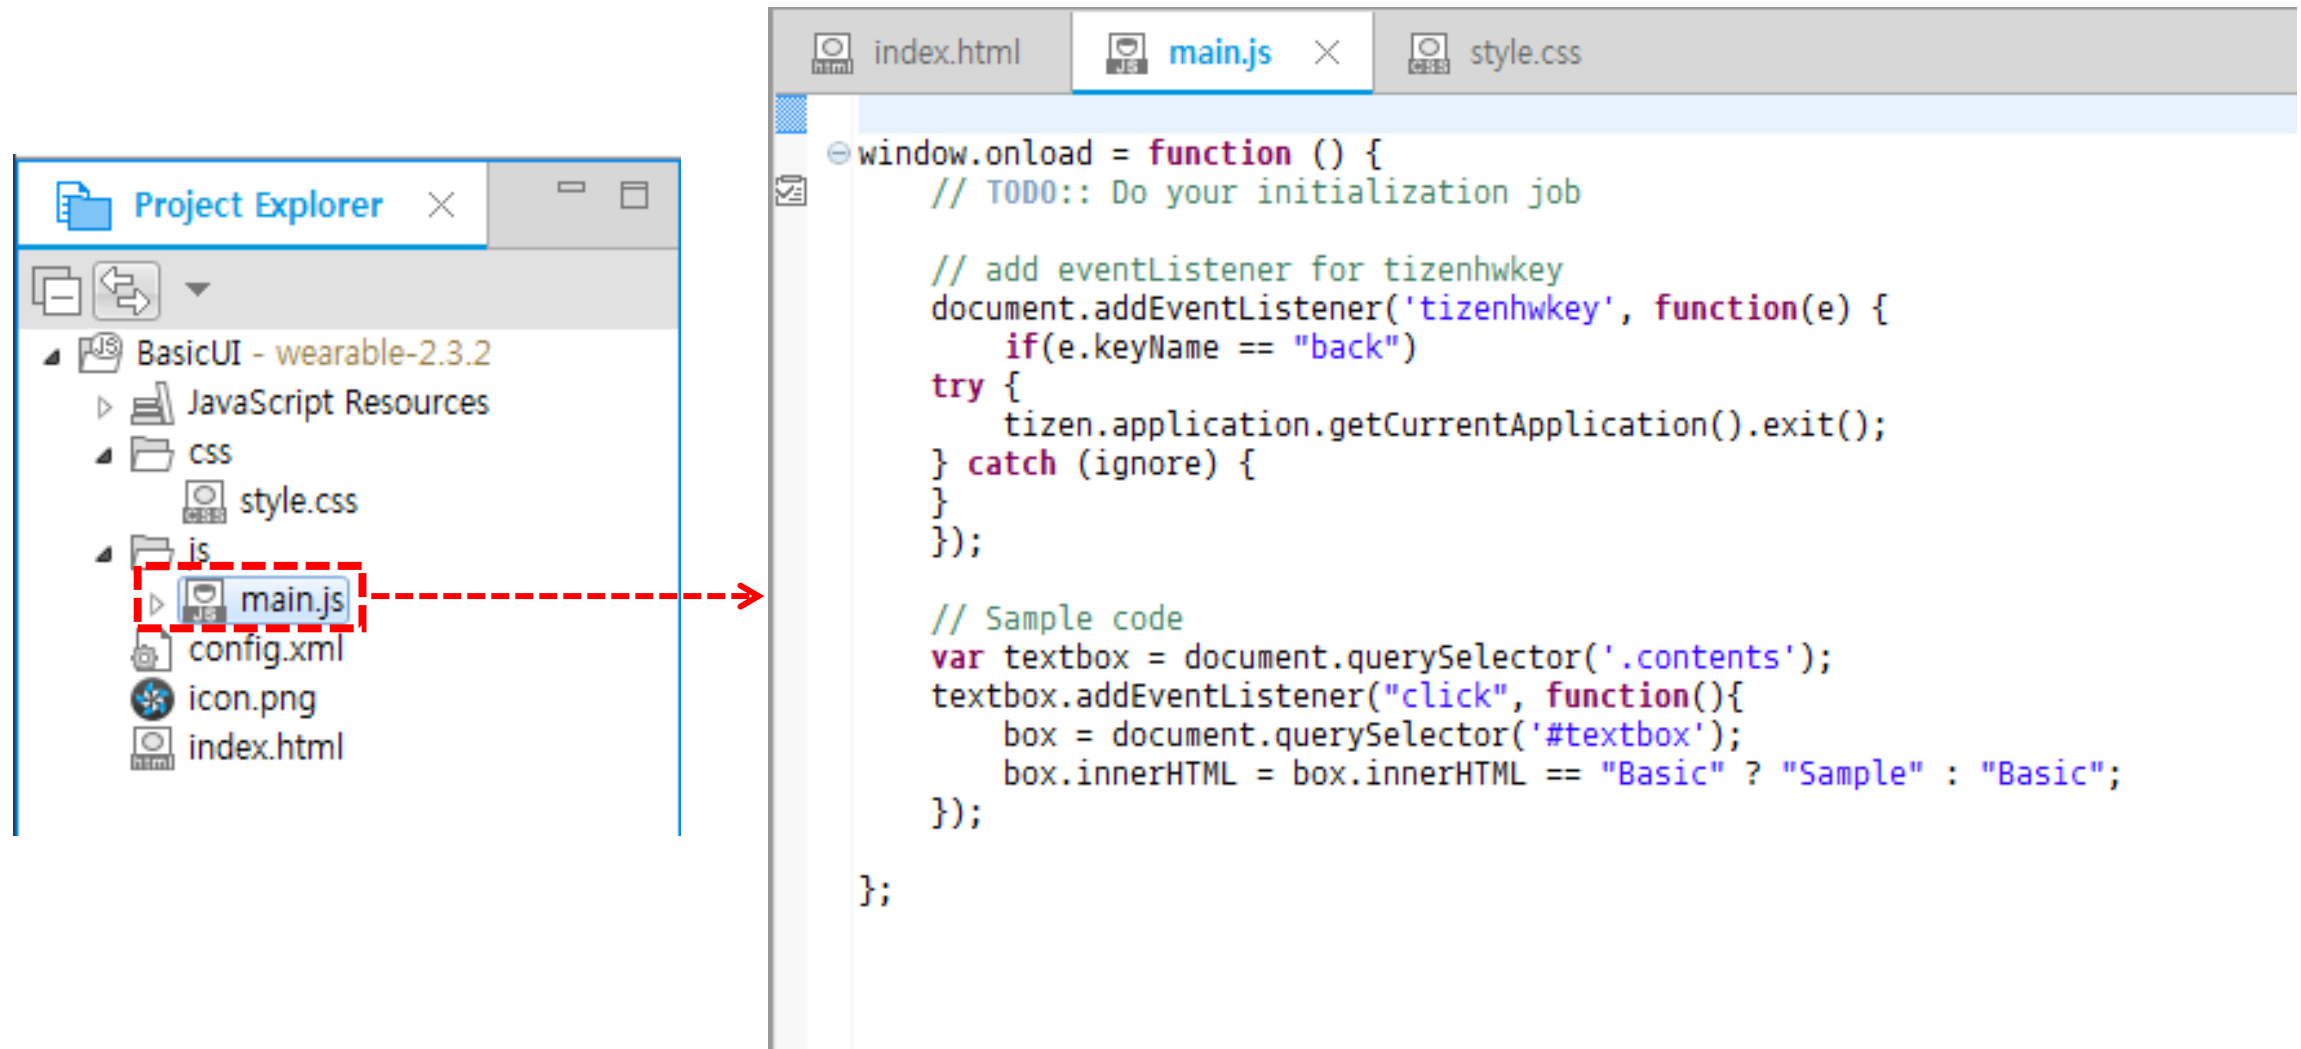 Project Explorer
BasicUI - wearable-2.3.2
JavaScript Resources
css
style.css
js
main.js
config.xml
icon.png
index.html
index.html main.js style.css
window.onload = function () {
// TODO:: Do your initialization job
// add eventListener for tizenhwkey
document.addEventListener('tizenhwkey', function(e) {
if(e.keyName == "back")
try {
tizen.application.getCurrentApplication().exit();
} catch (ignore) {
}
});
// Sample code
var textbox = document.querySelector('.contents');
textbox.addEventListener("click", function(){
box = document.querySelector('#textbox');
box.innerHTML = box.innerHTML == "Basic" ? "Sample" : "Basic";
});
};